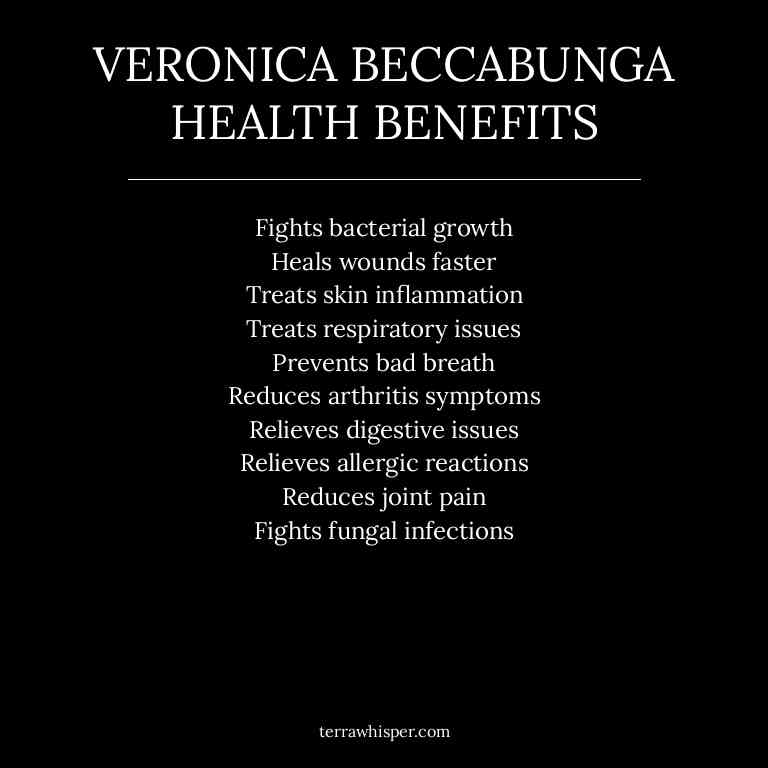 VERONICA BECCABUNGA
HEALTH BENEFITS
Fights bacterial growth
Heals wounds faster
Treats skin inflammation
Treats respiratory issues
Prevents bad breath
Reduces arthritis symptoms
Relieves digestive issues
Relieves allergic reactions
Reduces joint pain
Fights fungal infections
terrawhisper.com